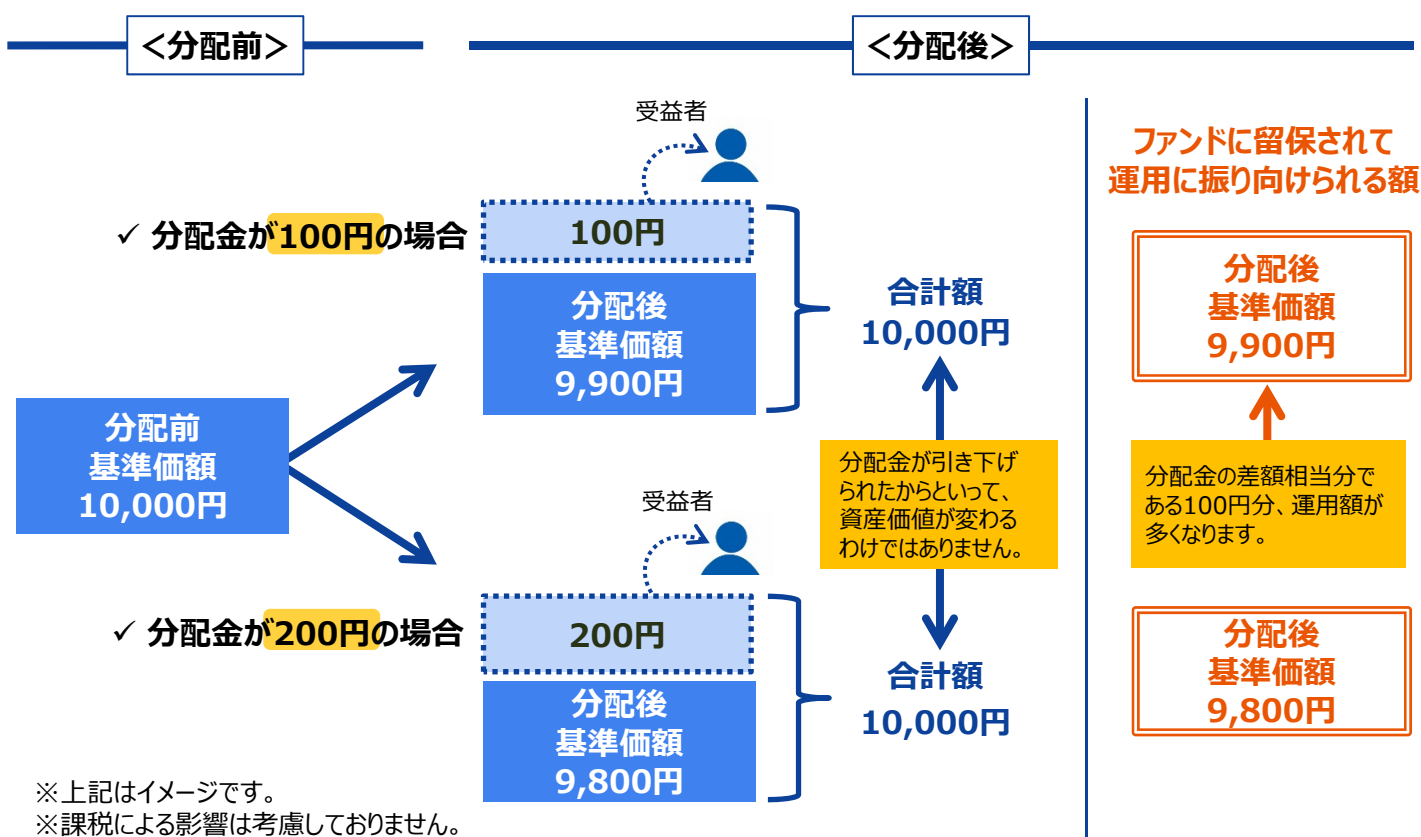 <分配前>
<分配後>
受益者
✓ 分配金が100円の場合
100円
分配後
基準価額
9,900円
合計額
10,000円
ファンドに留保されて
運用に振り向けられる額
分配後
基準価額
9,900円
分配前
基準価額
10,000円
分配金が引き下げ
られたからといって、
資産価値が変わる
わけではありません。
分配金の差額相当分で
ある100円分、運用額が
多くなります。
受益者
✓ 分配金が200円の場合
200円
分配後
基準価額
9,800円
合計額
10,000円
分配後
基準価額
9,800円
※上記はイメージです。
※課税による影響は考慮しておりません。